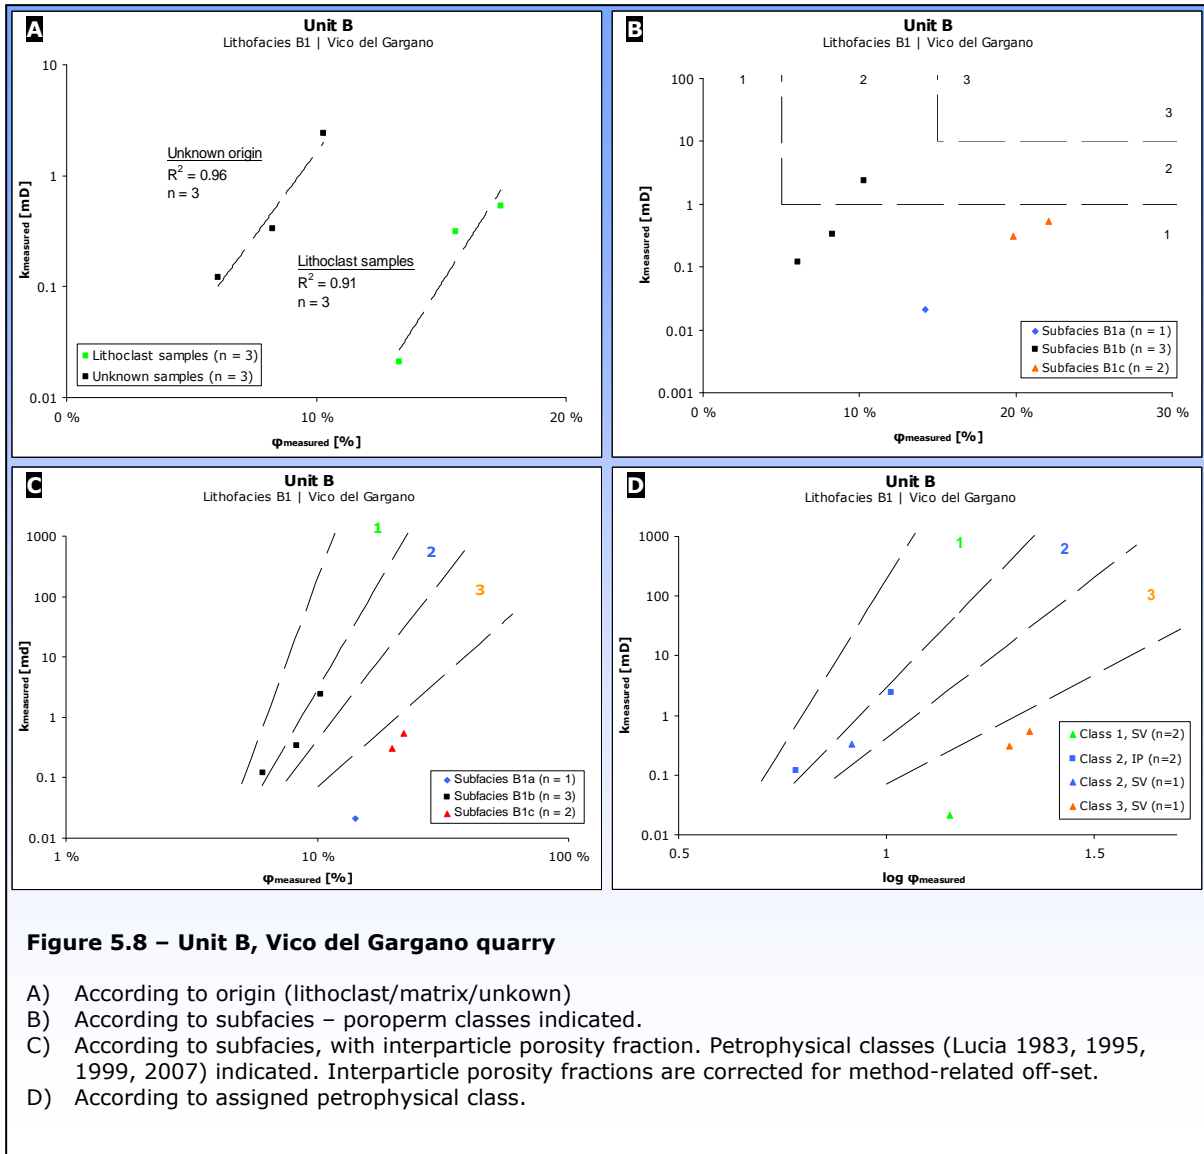 A
Unit B
Lithofacies B1 | Vico del Gargano
10
1
0.1
0.01
kmeasured [mD]
Unknown origin
R² = 0.96
n = 3
Lithoclast samples
R² = 0.91
n = 3
Lithoclast samples (n = 3)
Unknown samples (n = 3)
0 %
10 %
20 %
φmeasured [%]
B
Unit B
Lithofacies B1 | Vico del Gargano
100
10
1
0.1
0.01
0.001
kmeasured [mD]
1
2
3
3
2
1
Subfacies B1a (n = 1)
Subfacies B1b (n = 3)
Subfacies B1c (n = 2)
0 %
10 %
20 %
30 %
φmeasured [%]
C
Unit B
Lithofacies B1 | Vico del Gargano
1000
100
10
1
0.1
0.01
kmeasured [md]
1
2
3
Subfacies B1a (n = 1)
Subfacies B1b (n = 3)
Subfacies B1c (n = 2)
1 %
10 %
100 %
φmeasured [%]
D
Unit B
Lithofacies B1 | Vico del Gargano
1000
100
10
1
0.1
0.01
kmeasured [mD]
1
2
3
Class 1, SV (n=2)
Class 2, IP (n=2)
Class 2, SV (n=1)
Class 3, SV (n=1)
0.5
1
1.5
log φmeasured
Figure 5.8 – Unit B, Vico del Gargano quarry
A) According to origin (lithoclast/matrix/unkown)
B) According to subfacies – poroperm classes indicated.
C) According to subfacies, with interparticle porosity fraction. Petrophysical classes (Lucia 1983, 1995,
1999, 2007) indicated. Interparticle porosity fractions are corrected for method-related off-set.
D) According to assigned petrophysical class.